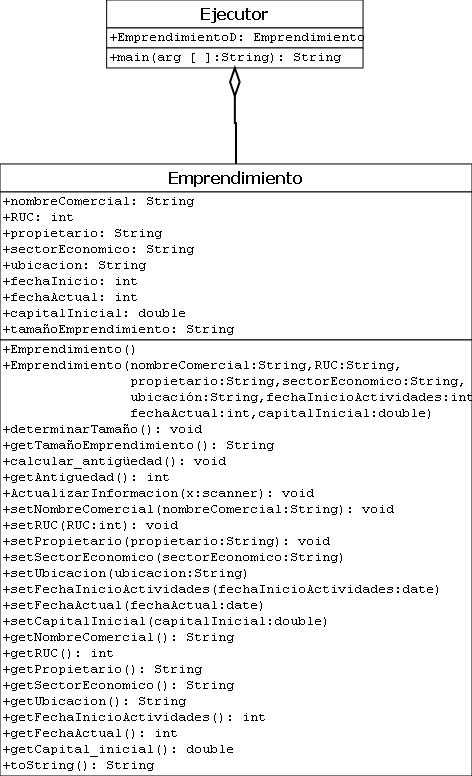 Ejecutor
+EmprendimientoD: Emprendimiento
+main(arg [ ]:String): String
Emprendimiento
+nombreComercial: String
+RUC: int
+propietario: String
+sectorEconomico: String
+ubicacion: String
+fechaInicio: int
+fechaActual: int
+capitalInicial: double
+tamañoEmprendimiento: String
+Emprendimiento()
+Emprendimiento(nombreComercial:String,RUC:String,
propietario:String,sectorEconomico:String,
ubicación:String,fechaInicioActividades:int
fechaActual:int,capitalInicial:double)
+determinarTamaño(): void
+getTamañoEmprendimiento(): String
+calcular_antigüedad(): void
+getAntiguedad(): int
+ActualizarInformacion(x:scanner): void
+setNombreComercial(nombreComercial:String): void
+setRUC(RUC:int): void
+setPropietario(propietario:String): void
+setSectorEconomico(sectorEconomico:String)
+setUbicacion(ubicacion:String)
+setFechaInicioActividades(fechaInicioActividades:date)
+setFechaActual(fechaActual:date)
+setCapitalInicial(capitalInicial:double)
+getNombreComercial(): String
+getRUC(): int
+getPropietario(): String
+getSectorEconomico(): String
+getUbicacion(): String
+getFechaInicioActividades(): int
+getFechaActual(): int
+getCapital_inicial(): double
+toString(): String